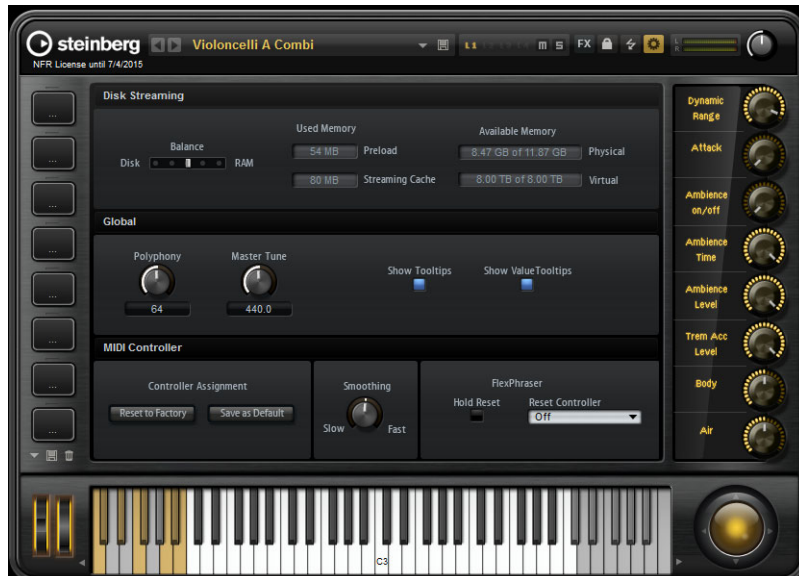 steinberg
Violoncelli A Combi
L1
m s
FX
L
R
NFR License until 7/4/2015
Disk Streaming
Used Memory
Available Memory
Balance
Disk
RAM
54 MB
Preload
8.47 GB of 11.87 GB
Physical
80 MB
Streaming Cache
8.00 TB of 8.00 TB
Virtual
Global
Polyphony
Master Tune
Show Tooltips
Show ValueTooltips
64
440.0
MIDI Controller
Controller Assignment
Reset to Factory
Save as Default
Smoothing
Slow
Fast
FlexPhraser
Hold Reset
Reset Controller
Off
...
...
...
...
...
...
...
...
Dynamic
Range
Attack
Ambience
on/off
Ambience
Time
Ambience
Level
Trem Acc
Level
Body
Air
C3